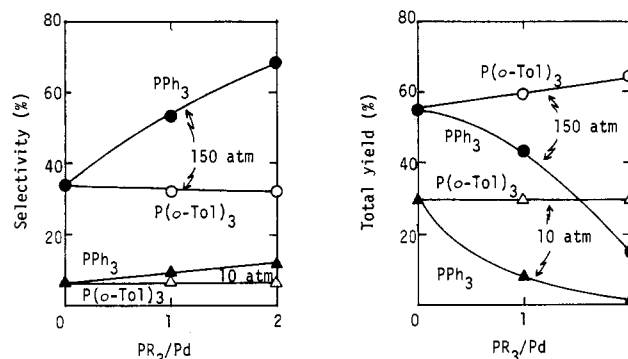 Selectivity (%)
80
60
40
20
0
1
2
PR3/Pd
PPh3
150 atm
P(o-Tol)3
PPh3
10 atm
P(o-Tol)3
Total yield (%)
80
60
40
20
0
1
2
PR3/Pd
P(o-Tol)3
PPh3
150 atm
P(o-Tol)3
10 atm
PPh3